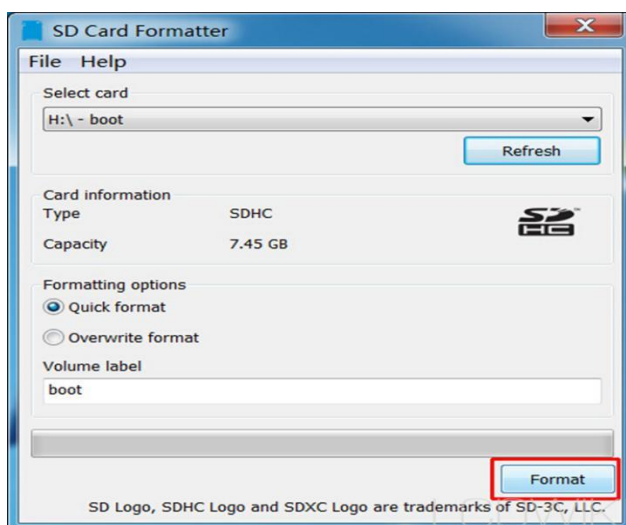 SD Card Formatter
File Help
Select card
H:\ - boot
Refresh
Card information
Type SDHC
Capacity 7.45 GB
SD
HC
Formatting options
Quick format
Overwrite format
Volume label
boot
Format
SD Logo, SDHC Logo and SDXC Logo are trademarks of SD-3C, LLC.